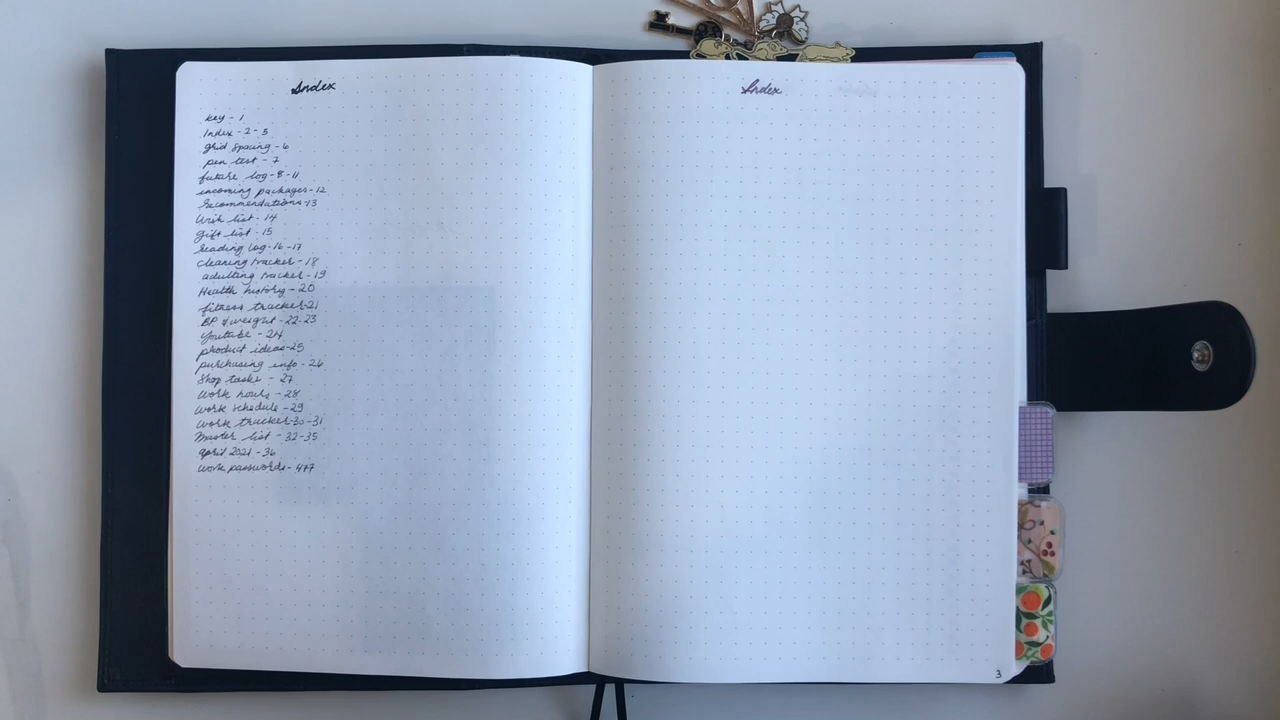 Index
key - 1
Index - 2 - 5
grid spacing - 6
pen test - 7
future log - 8 - 11
incoming packages - 12
Recommendations - 13
Wish list - 14
gift list - 15
Reading log - 16 - 17
cleaning tracker - 18
adulting tracker - 19
Health history - 20
fitness tracker - 21
BP & weight - 22 - 23
Youtube - 24
product ideas - 25
purchasing info - 26
Shop tasks - 27
Work hours - 28
Work schedule - 29
Work tracker - 30 - 31
Master list - 32 - 35
april 2021 - 36
Work passwords - 477
Index
3